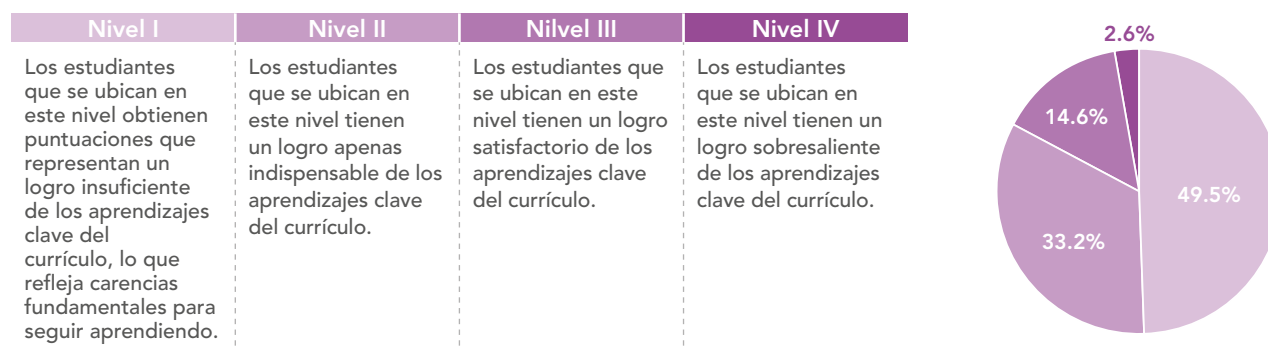 Nivel I
Los estudiantes
que se ubican en
este nivel obtienen
puntuaciones que
representan un
logro insuficiente
de los aprendizajes
clave del
currículo, lo que
refleja carencias
fundamentales para
seguir aprendiendo.
Nivel II
Los estudiantes
que se ubican en
este nivel tienen
un logro apenas
indispensable de los
aprendizajes clave
del currículo.
Nilvel III
Los estudiantes que
se ubican en este
nivel tienen un logro
satisfactorio de los
aprendizajes clave
del currículo.
Nivel IV
Los estudiantes
que se ubican en
este nivel tienen un
logro sobresaliente
de los aprendizajes
clave del currículo.
2.6%
14.6%
49.5%
33.2%